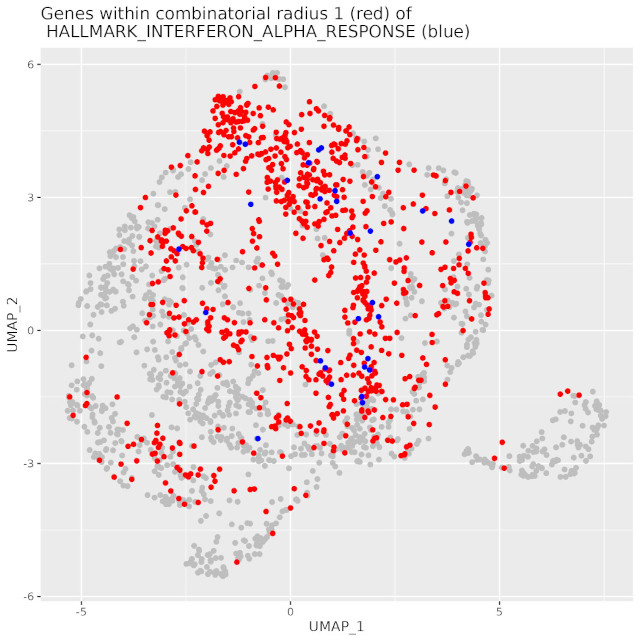 Genes within combinatorial radius 1 (red) of
HALLMARK_INTERFERON_ALPHA_RESPONSE (blue)
6
3
0
-3
-6
UMAP_2
-5
0
5
UMAP_1